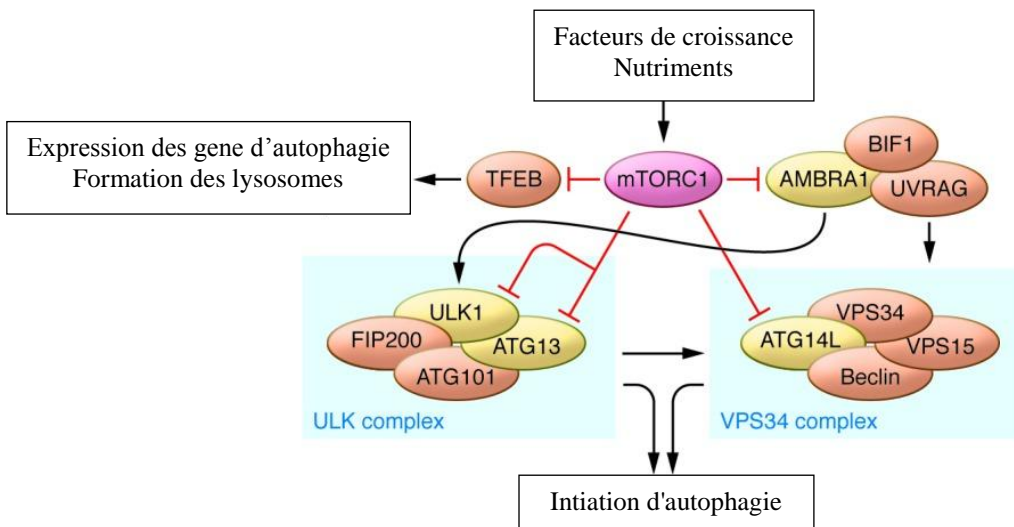 Facteurs de croissance
Nutriments
Expression des gene d’autophagie
Formation des lysosomes
TFEB
mTORC1
AMBRA1
BIF1
UVRAG
ULK1
FIP200
ATG13
ATG101
ULK complex
VPS34
ATG14L
VPS15
Beclin
VPS34 complex
Intiation d'autophagie